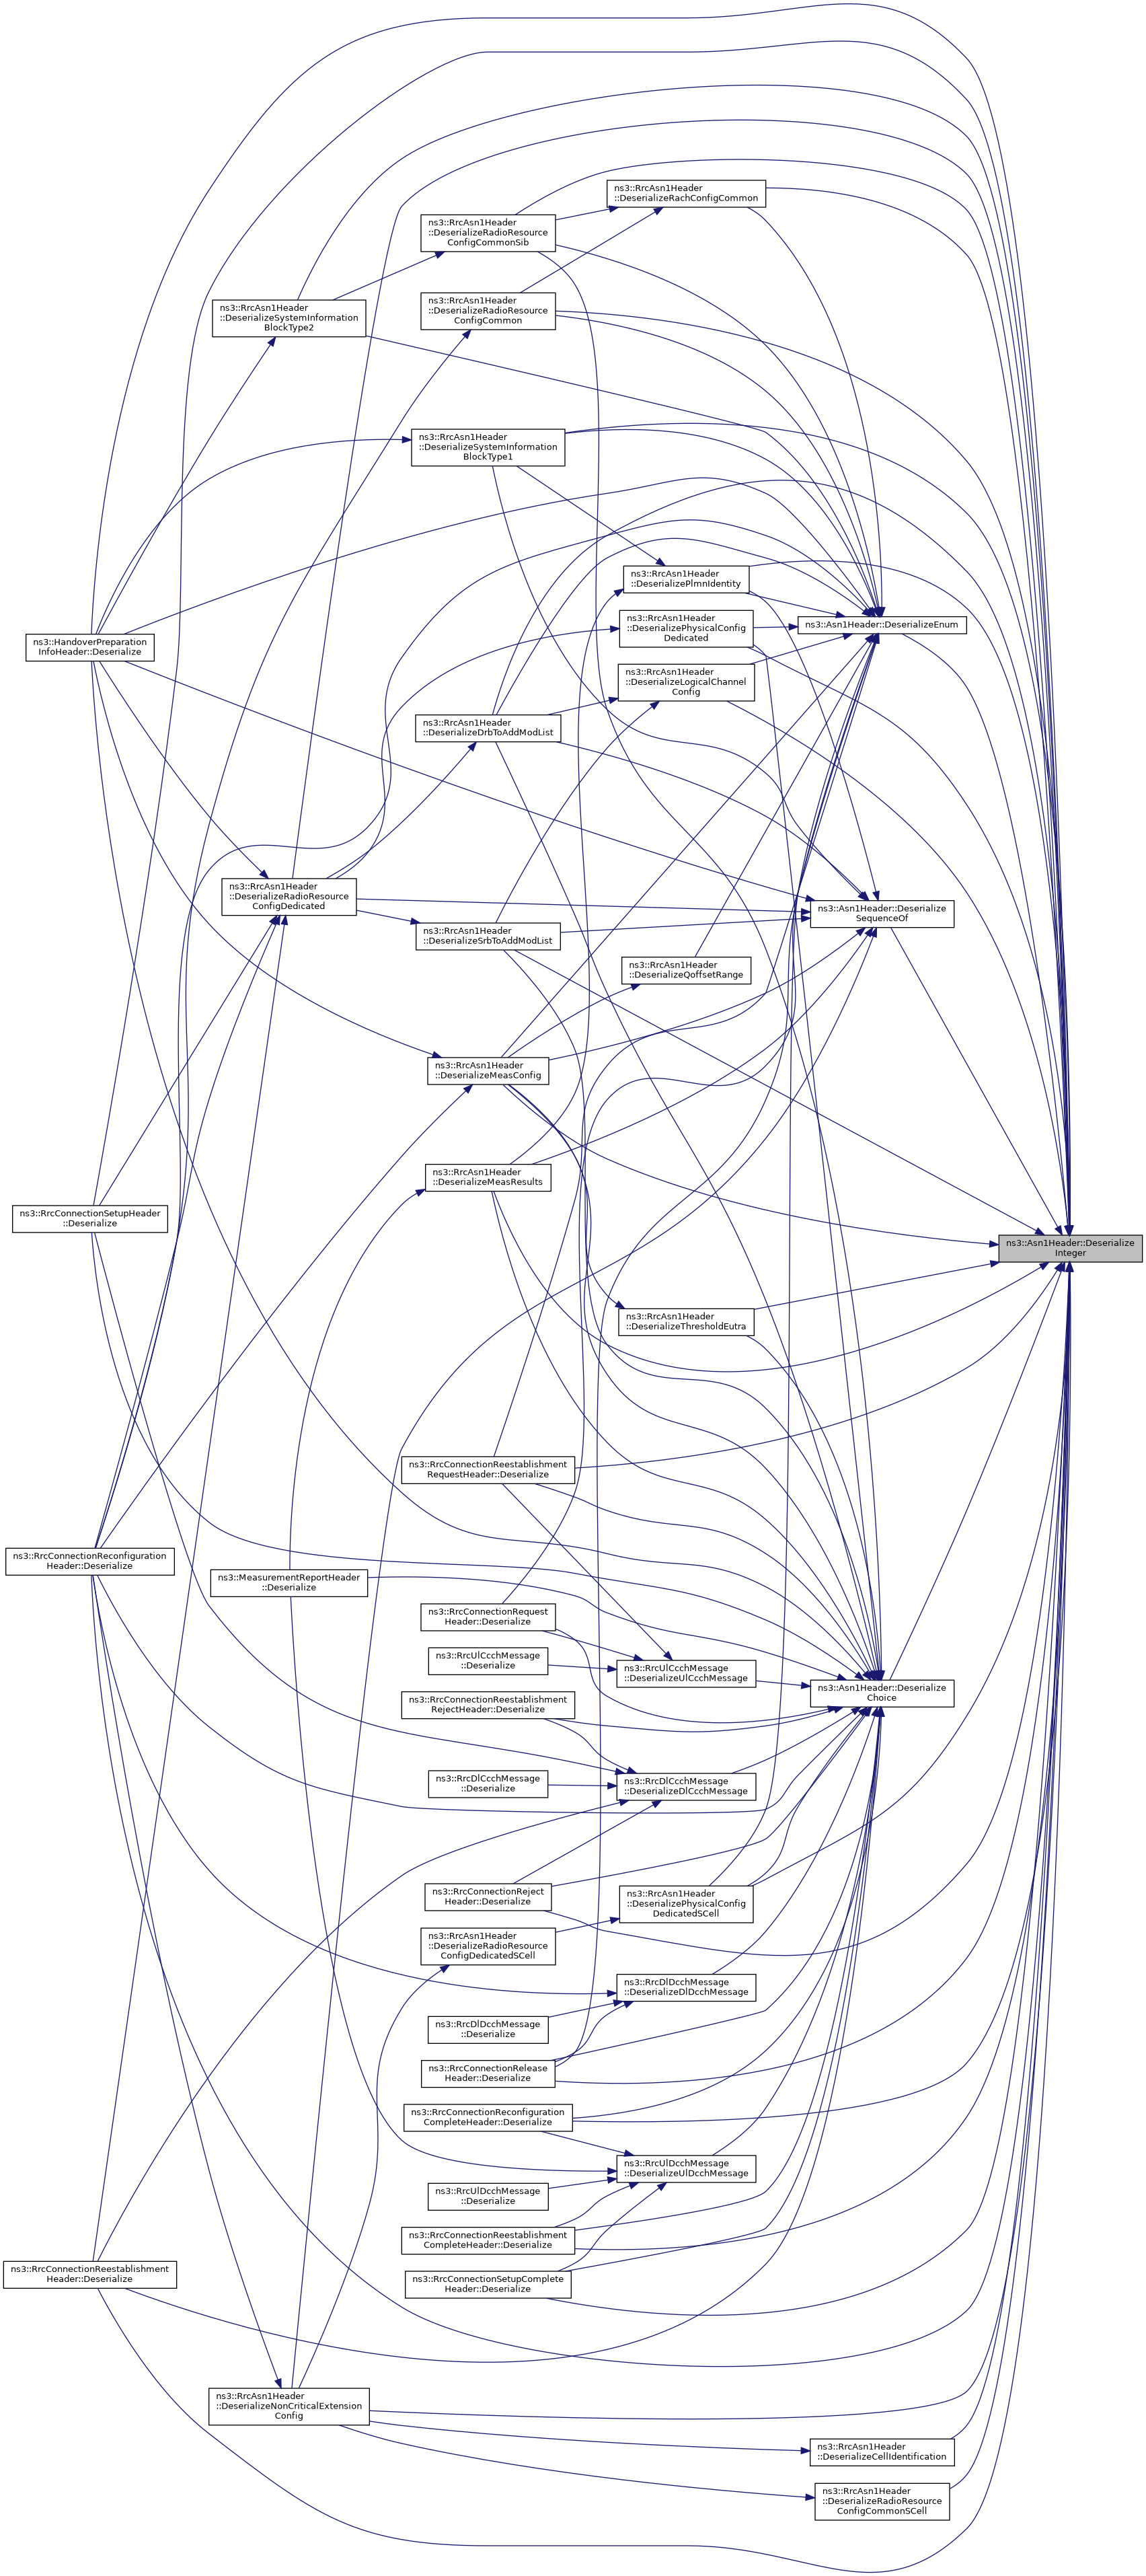 ns3::RrcAsn1Header
::DeserializeRachConfigCommon
ns3::RrcAsn1Header
::DeserializeRadioResource
ConfigCommonSib
ns3::RrcAsn1Header
::DeserializeRadioResource
ConfigCommon
ns3::RrcAsn1Header
::DeserializeSystemInformation
BlockType2
ns3::RrcAsn1Header
::DeserializeSystemInformation
BlockType1
ns3::RrcAsn1Header
::DeserializePlmnIdentity
ns3::RrcAsn1Header
::DeserializePhysicalConfig
Dedicated
ns3::Asn1Header::DeserializeEnum
ns3::HandoverPreparation
InfoHeader::Deserialize
ns3::RrcAsn1Header
::DeserializeLogicalChannel
Config
ns3::RrcAsn1Header
::DeserializeDrbToAddModList
ns3::RrcAsn1Header
::DeserializeRadioResource
ConfigDedicated
ns3::Asn1Header::Deserialize
SequenceOf
ns3::RrcAsn1Header
::DeserializeSrbToAddModList
ns3::RrcAsn1Header
::DeserializeQoffsetRange
ns3::RrcAsn1Header
::DeserializeMeasConfig
ns3::RrcAsn1Header
::DeserializeMeasResults
ns3::RrcConnectionSetupHeader
::Deserialize
ns3::Asn1Header::Deserialize
Integer
ns3::RrcAsn1Header
::DeserializeThresholdEutra
ns3::RrcConnectionReestablishment
RequestHeader::Deserialize
ns3::RrcConnectionReconfiguration
Header::Deserialize
ns3::MeasurementReportHeader
::Deserialize
ns3::RrcConnectionRequest
Header::Deserialize
ns3::RrcUlCcchMessage
::Deserialize
ns3::RrcUlCcchMessage
::DeserializeUlCcchMessage
ns3::Asn1Header::Deserialize
Choice
ns3::RrcConnectionReestablishment
RejectHeader::Deserialize
ns3::RrcDlCcchMessage
::Deserialize
ns3::RrcDlCcchMessage
::DeserializeDlCcchMessage
ns3::RrcConnectionReject
Header::Deserialize
ns3::RrcAsn1Header
::DeserializePhysicalConfig
DedicatedSCell
ns3::RrcAsn1Header
::DeserializeRadioResource
ConfigDedicatedSCell
ns3::RrcDlDcchMessage
::DeserializeDlDcchMessage
ns3::RrcDlDcchMessage
::Deserialize
ns3::RrcConnectionRelease
Header::Deserialize
ns3::RrcConnectionReconfiguration
CompleteHeader::Deserialize
ns3::RrcUlDcchMessage
::DeserializeUlDcchMessage
ns3::RrcUlDcchMessage
::Deserialize
ns3::RrcConnectionReestablishment
CompleteHeader::Deserialize
ns3::RrcConnectionReestablishment
Header::Deserialize
ns3::RrcConnectionSetupComplete
Header::Deserialize
ns3::RrcAsn1Header
::DeserializeNonCriticalExtension
Config
ns3::RrcAsn1Header
::DeserializeCellIdentification
ns3::RrcAsn1Header
::DeserializeRadioResource
ConfigCommonSCell